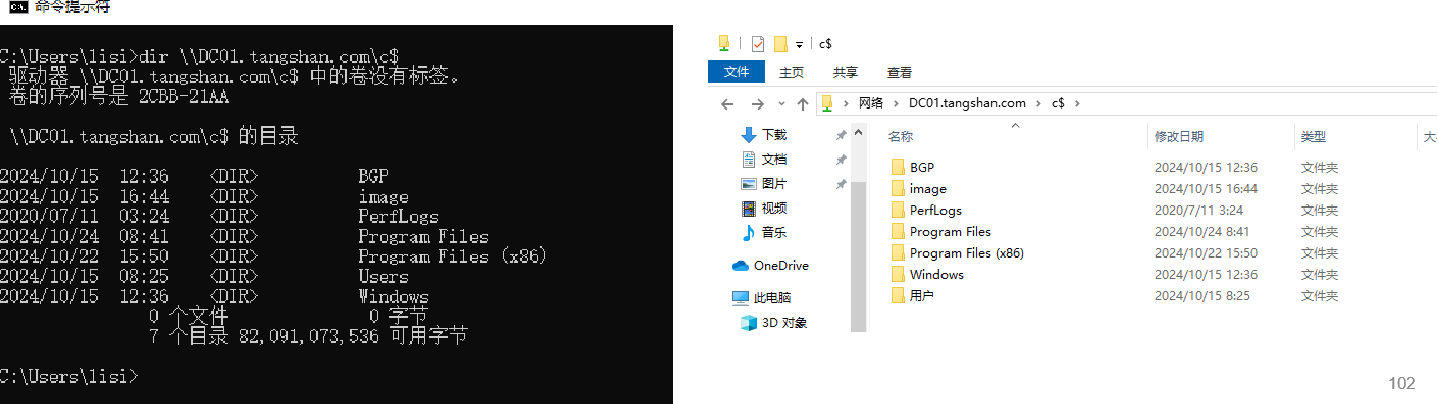 命令提示符
C:\Users\lisi>dir \\DC01.tangshan.com\c$
驱动器 \\DC01.tangshan.com\c$ 中的卷没有标签。
卷的序列号是 2CBB-21AA
\\DC01.tangshan.com\c$ 的目录
2024/10/15 12:36 <DIR> BGP
2024/10/15 16:44 <DIR> image
2020/07/11 03:24 <DIR> PerfLogs
2024/10/24 08:41 <DIR> Program Files
2024/10/22 15:50 <DIR> Program Files (x86)
2024/10/15 08:25 <DIR> Users
2024/10/15 12:36 <DIR> Windows
0 个文件 0 字节
7 个目录 82,091,073,536 可用字节
C:\Users\lisi>
c$
文件 主页 共享 查看
网络 DC01.tangshan.com c$
下载
文档
图片
视频
音乐
OneDrive
此电脑
3D 对象
名称 修改日期 类型 大
BGP 2024/10/15 12:36 文件夹
image 2024/10/15 16:44 文件夹
PerfLogs 2020/7/11 3:24 文件夹
Program Files 2024/10/24 8:41 文件夹
Program Files (x86) 2024/10/22 15:50 文件夹
Windows 2024/10/15 12:36 文件夹
用户 2024/10/15 8:25 文件夹
102